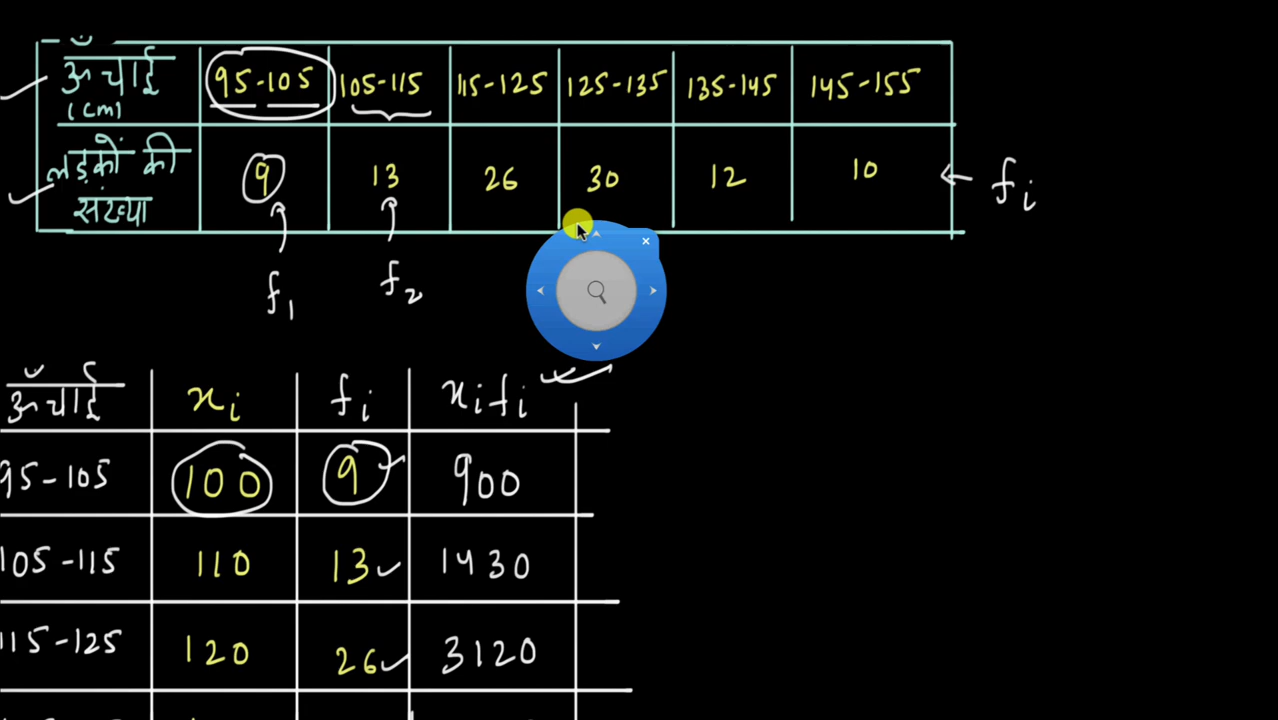 ऊँचाई 95-105 105-115 115-125 125-135 135-145 145-155
(cm)
लड़कों की 9 13 26 30 12 10 ← fi
संख्या
f1 f2
ऊँचाई xi fi xifi
95-105 100 9 900
105-115 110 13 1430
115-125 120 26 3120